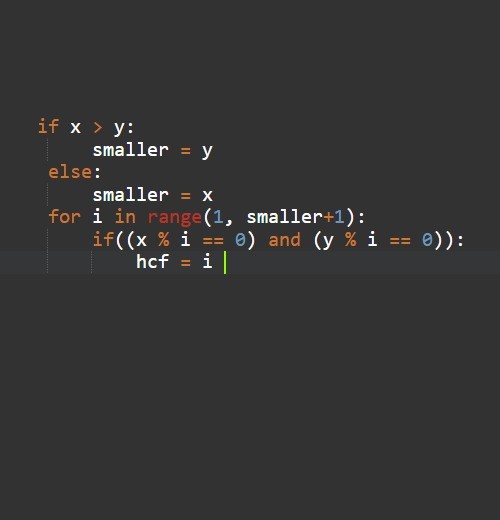 if x > y:
smaller = y
else:
smaller = x
for i in range(1, smaller+1):
if((x % i == 0) and (y % i == 0)):
hcf = i